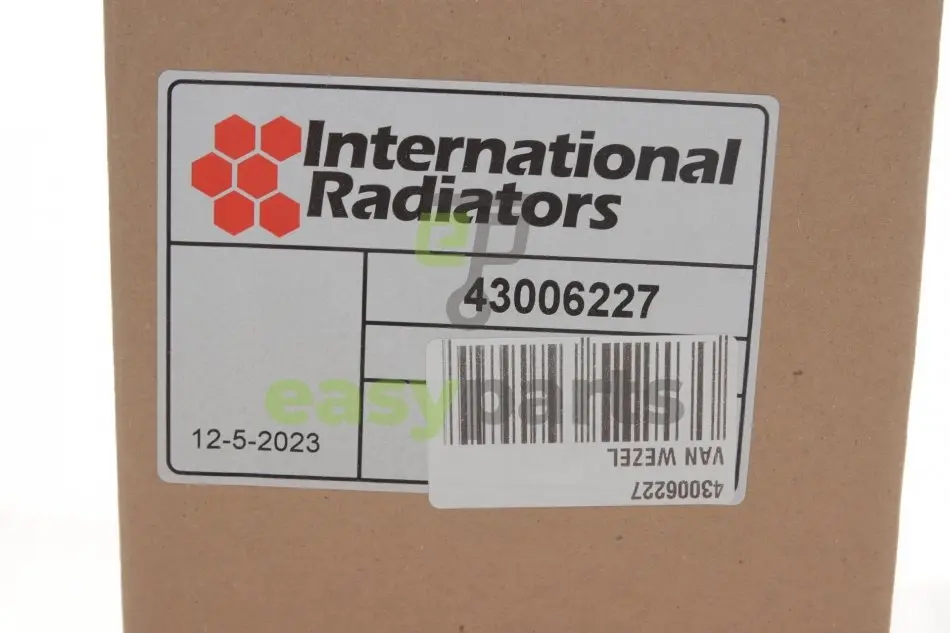 International
Radiators
43006227
12-5-2023
easyparts
VAN WEZEL
43006227